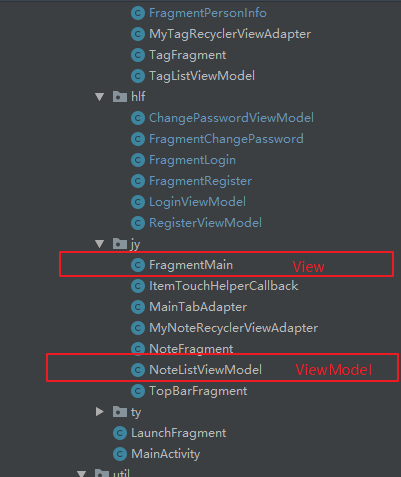 FragmentPersonInfo
MyTagRecyclerViewAdapter
TagFragment
TagListViewModel
hlf
ChangePasswordViewModel
FragmentChangePassword
FragmentLogin
FragmentRegister
LoginViewModel
RegisterViewModel
jy
FragmentMain View
ItemTouchHelperCallback
MainTabAdapter
MyNoteRecyclerViewAdapter
NoteFragment
NoteListViewModel ViewModel
TopBarFragment
ty
LaunchFragment
MainActivity
util